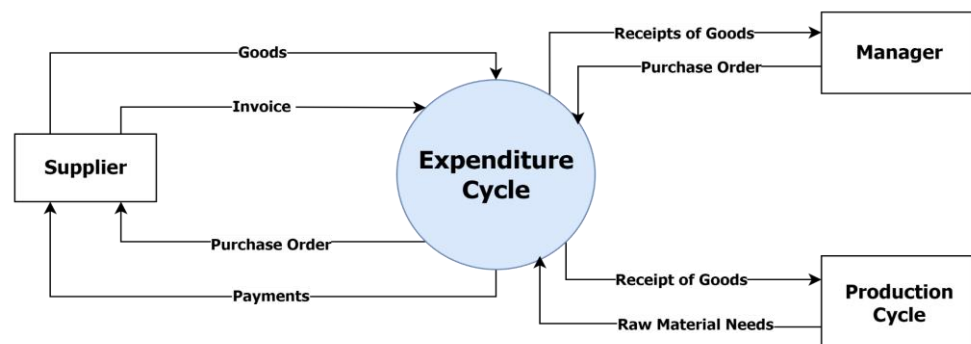 Goods
Receipts of Goods
Manager
Purchase Order
Invoice
Supplier
Expenditure
Cycle
Purchase Order
Receipt of Goods
Payments
Production
Cycle
Raw Material Needs